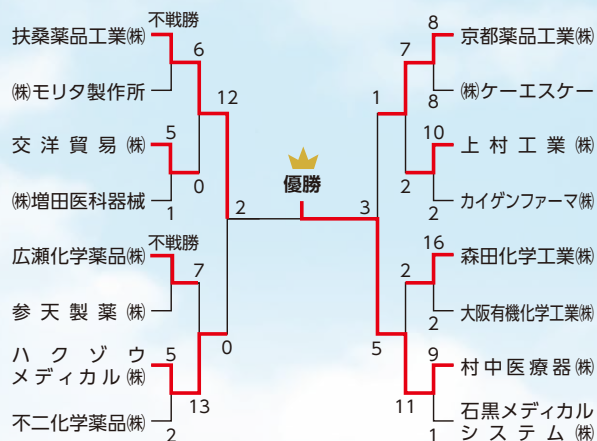 扶桑薬品工業㈱
不戦勝
㈱モリタ製作所
6
交洋貿易㈱
5
㈱増田医科器械
1
0
12
広瀬化学薬品㈱
不戦勝
参天製薬㈱
7
ハクゾウ
メディカル㈱
5
不二化学薬品㈱
2
13
0
2
優勝
3
京都薬品工業㈱
8
㈱ケーエスケー
8
7
上村工業㈱
10
カイゲンファーマ㈱
2
2
1
森田化学工業㈱
16
大阪有機化学工業㈱
2
2
村中医療器㈱
9
石黒メディカル
システム㈱
1
11
5